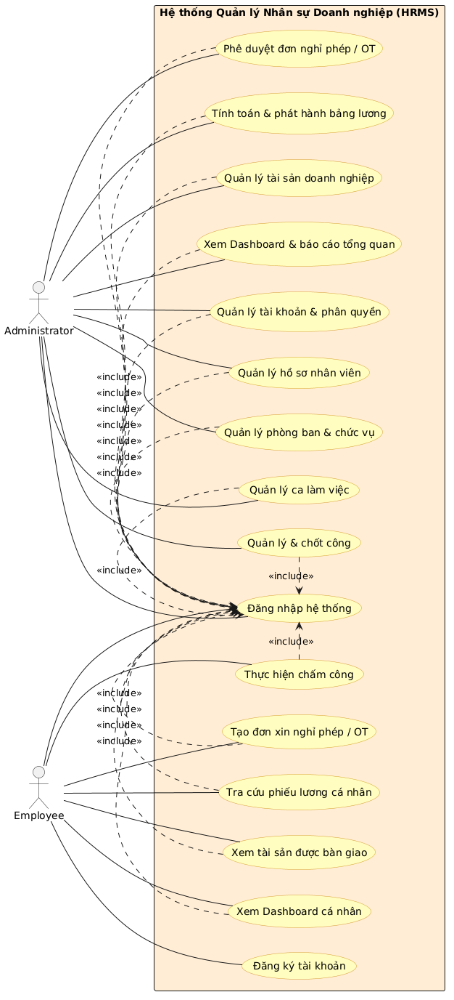 Hệ thống Quản lý Nhân sự Doanh nghiệp (HRMS)
Phê duyệt đơn nghỉ phép / OT
Tính toán & phát hành bảng lương
Quản lý tài sản doanh nghiệp
Xem Dashboard & báo cáo tổng quan
Quản lý tài khoản & phân quyền
Administrator
Quản lý hồ sơ nhân viên
«include»
«include»
«include»
«include»
Quản lý phòng ban & chức vụ
«include»
«include»
«include»
Quản lý ca làm việc
Quản lý & chốt công
«include»
«include»
Đăng nhập hệ thống
«include»
Thực hiện chấm công
«include»
«include»
«include»
Tạo đơn xin nghỉ phép / OT
«include»
Tra cứu phiếu lương cá nhân
Employee
Xem tài sản được bàn giao
Xem Dashboard cá nhân
Đăng ký tài khoản